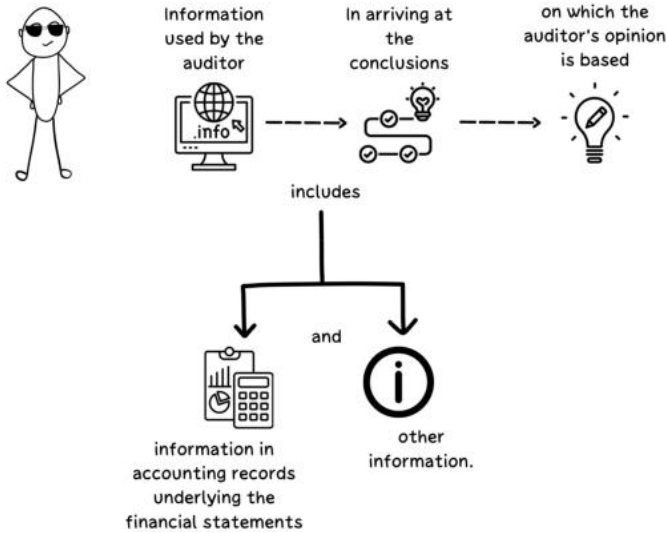 Information
used by the
auditor
In arriving at
the
conclusions
on which the
auditor's opinion
is based
.info
includes
and
information in
accounting records
underlying the
financial statements
other
information.